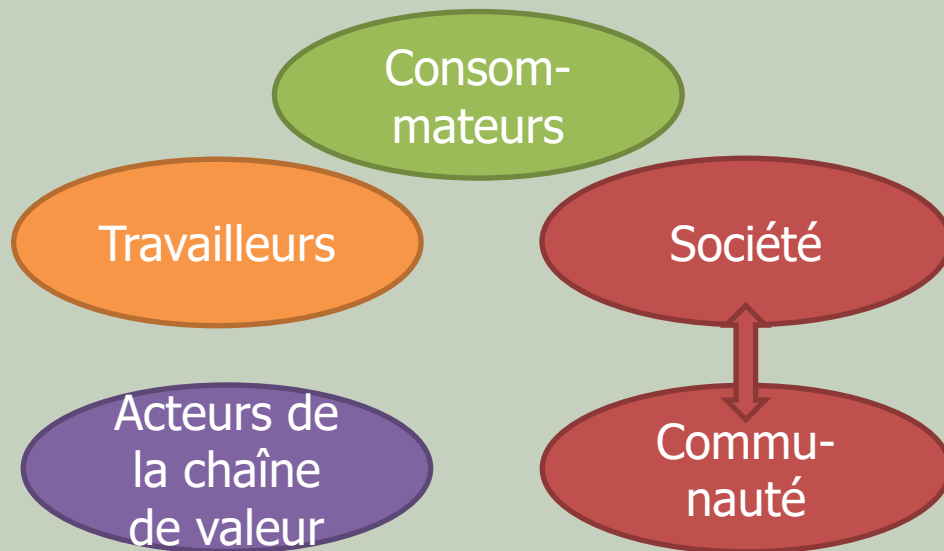 Consom-
mateurs
Travailleurs
Société
Acteurs de
la chaîne
de valeur
Commu-
nauté